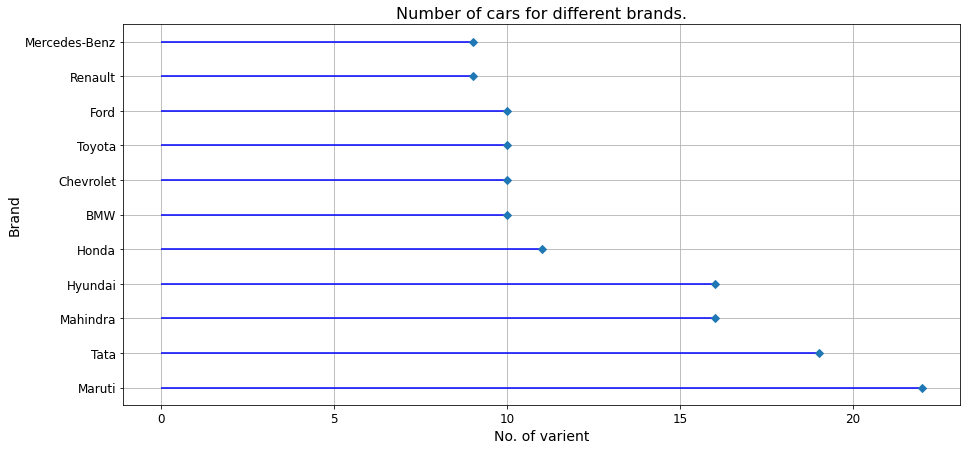 Number of cars for different brands.
Mercedes-Benz
Renault
Ford
Toyota
Chevrolet
BMW
Honda
Hyundai
Mahindra
Tata
Maruti
Brand
0 5 10 15 20
No. of varient